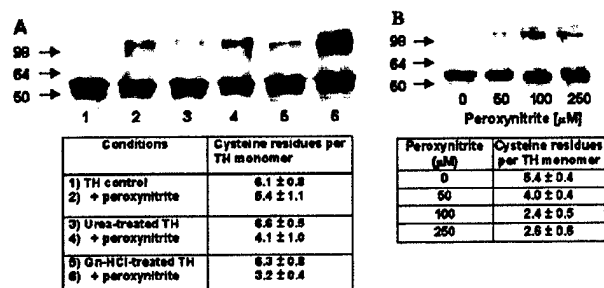 A
98
64
50
1 2 3 4 5 6
Conditions Cysteine residues per TH monomer
1) TH control 6.1 ± 0.8
2) + peroxynitrite 5.4 ± 1.1
3) Urea-treated TH 6.6 ± 0.5
4) + peroxynitrite 4.1 ± 1.0
5) Gn-HCl-treated TH 6.3 ± 0.8
6) + peroxynitrite 3.2 ± 0.4
B
98
64
50
0 50 100 250
Peroxynitrite [µM]
Peroxynitrite (µM) Cysteine residues per TH monomer
0 5.4 ± 0.4
50 4.0 ± 0.4
100 2.4 ± 0.5
250 2.6 ± 0.6